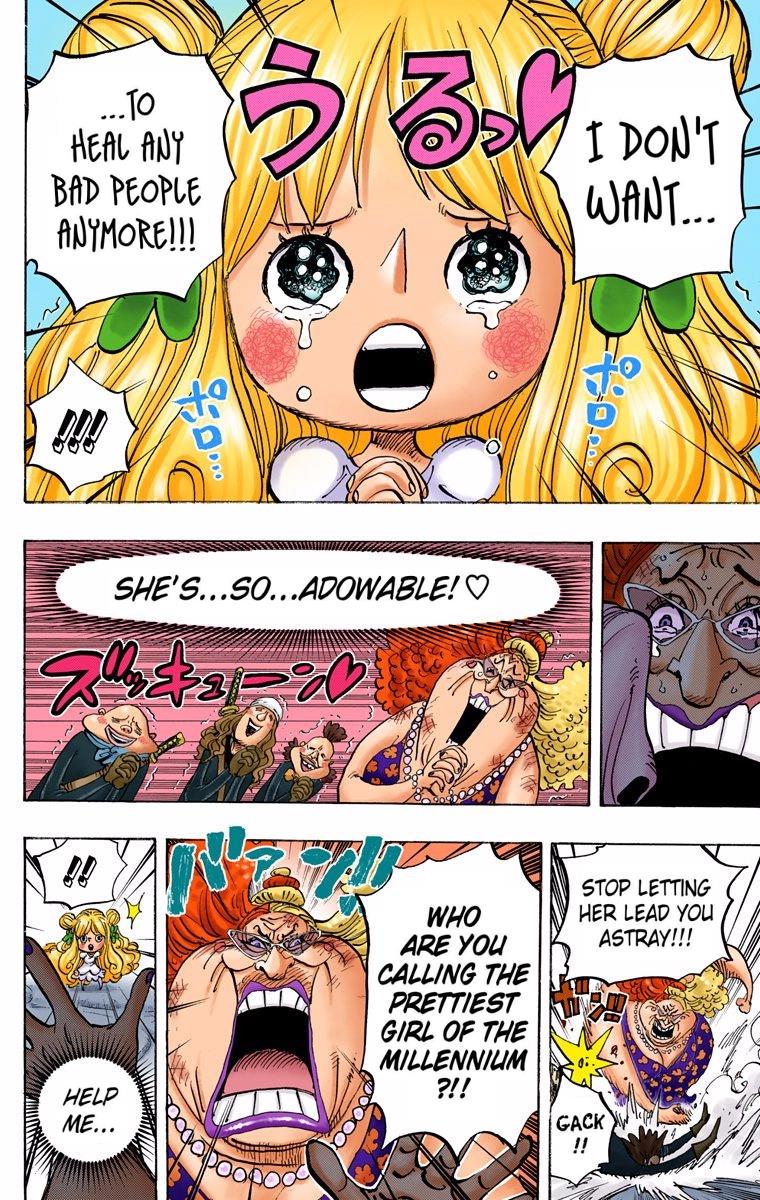 I DON'T
WANT...
うるっ♥
...TO
HEAL ANY
BAD PEOPLE
ANYMORE!!!
ポロ...
ポロ...
!!!!
SHE'S...SO...ADOWABLE! ♡
ズッキューン♥
STOP LETTING
HER LEAD YOU
ASTRAY!!!
ガン!!
GACK
!!
WHO
ARE YOU
CALLING THE
PRETTIEST
GIRL OF THE
MILLENNIUM
?!!
バァン!!
!!
HELP
ME...